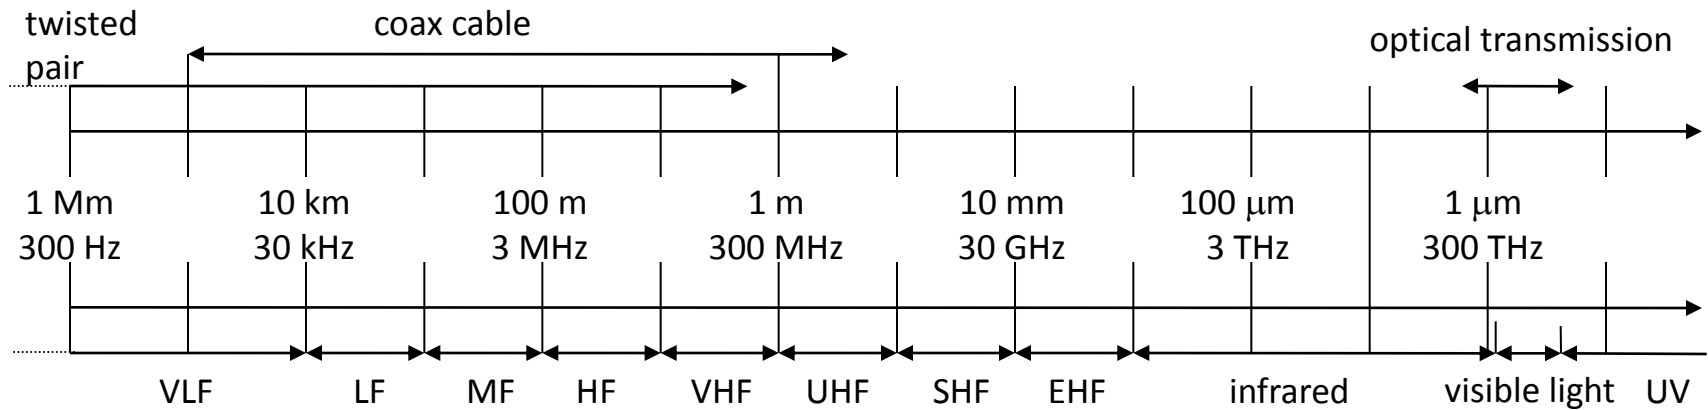 twisted
pair
coax cable
optical transmission
1 Mm
300 Hz
10 km
30 kHz
100 m
3 MHz
1 m
300 MHz
10 mm
30 GHz
100 μm
3 THz
1 μm
300 THz
VLF
LF
MF
HF
VHF
UHF
SHF
EHF
infrared
visible light
UV